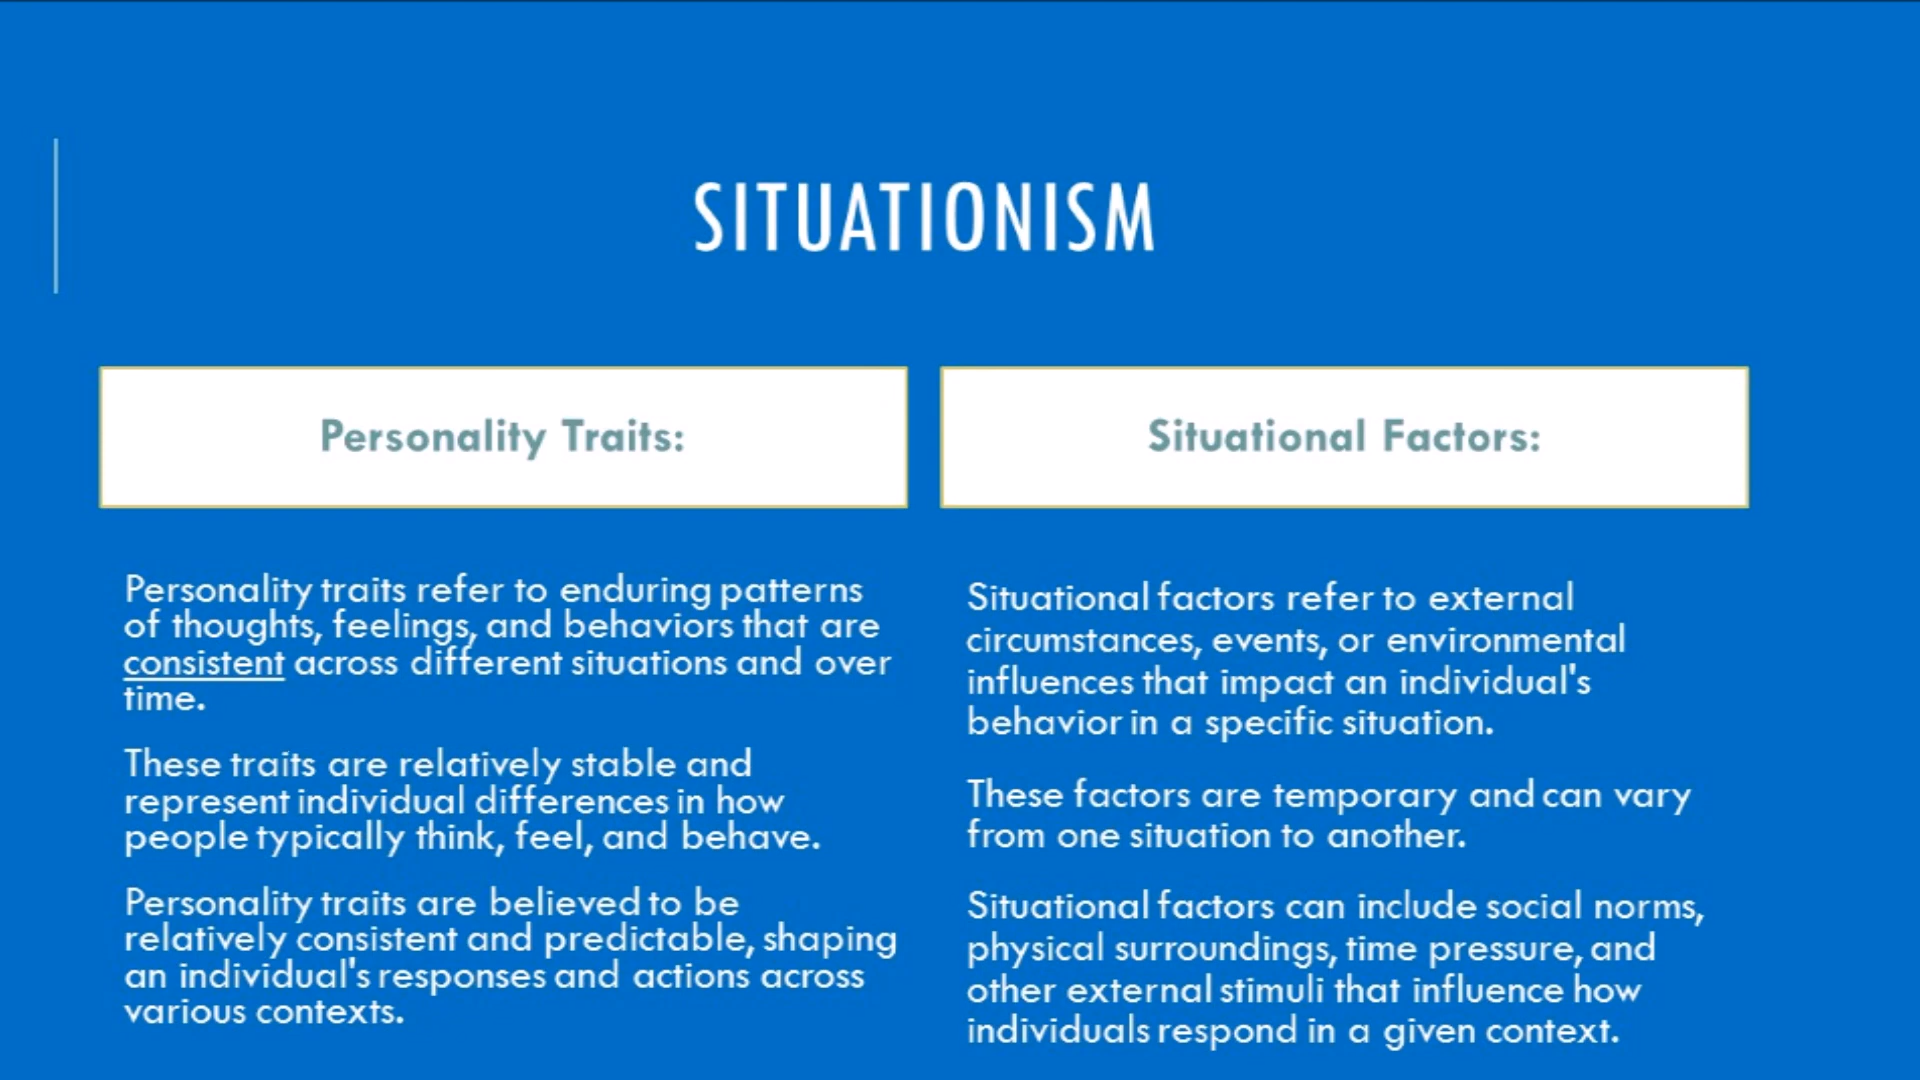 SITUATIONISM
Personality Traits:
Personality traits refer to enduring patterns
of thoughts, feelings, and behaviors that are
consistent across different situations and over
time.
These traits are relatively stable and
represent individual differences in how
people typically think, feel, and behave.
Personality traits are believed to be
relatively consistent and predictable, shaping
an individual's responses and actions across
various contexts.
Situational Factors:
Situational factors refer to external
circumstances, events, or environmental
influences that impact an individual's
behavior in a specific situation.
These factors are temporary and can vary
from one situation to another.
Situational factors can include social norms,
physical surroundings, time pressure, and
other external stimuli that influence how
individuals respond in a given context.